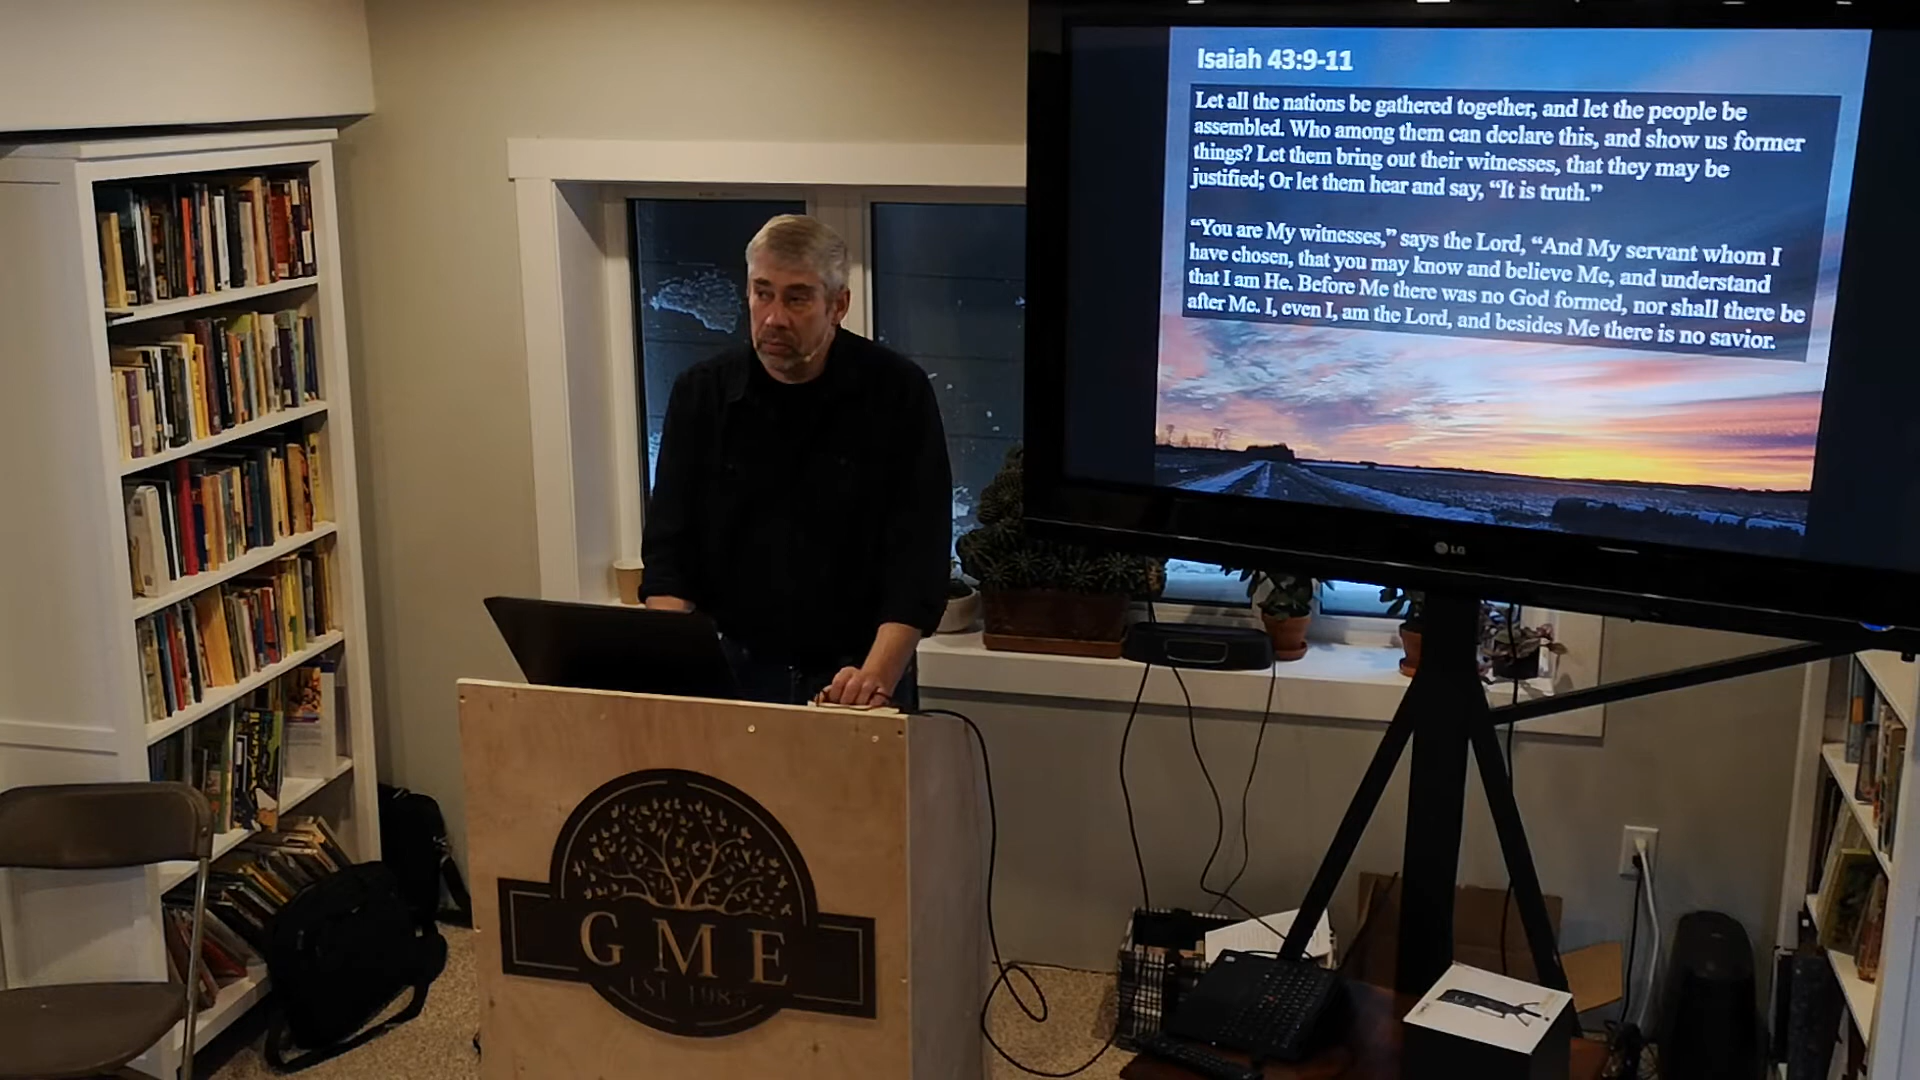 Isaiah 43:9-11
Let all the nations be gathered together, and let the people be
assembled. Who among them can declare this, and show us former
things? Let them bring out their witnesses, that they may be
justified; Or let them hear and say, “It is truth.”
“You are My witnesses,” says the Lord, “And My servant whom I
have chosen, that you may know and believe Me, and understand
that I am He. Before Me there was no God formed, nor shall there be
after Me. I, even I, am the Lord, and besides Me there is no savior.
LG
GME
EST 1985